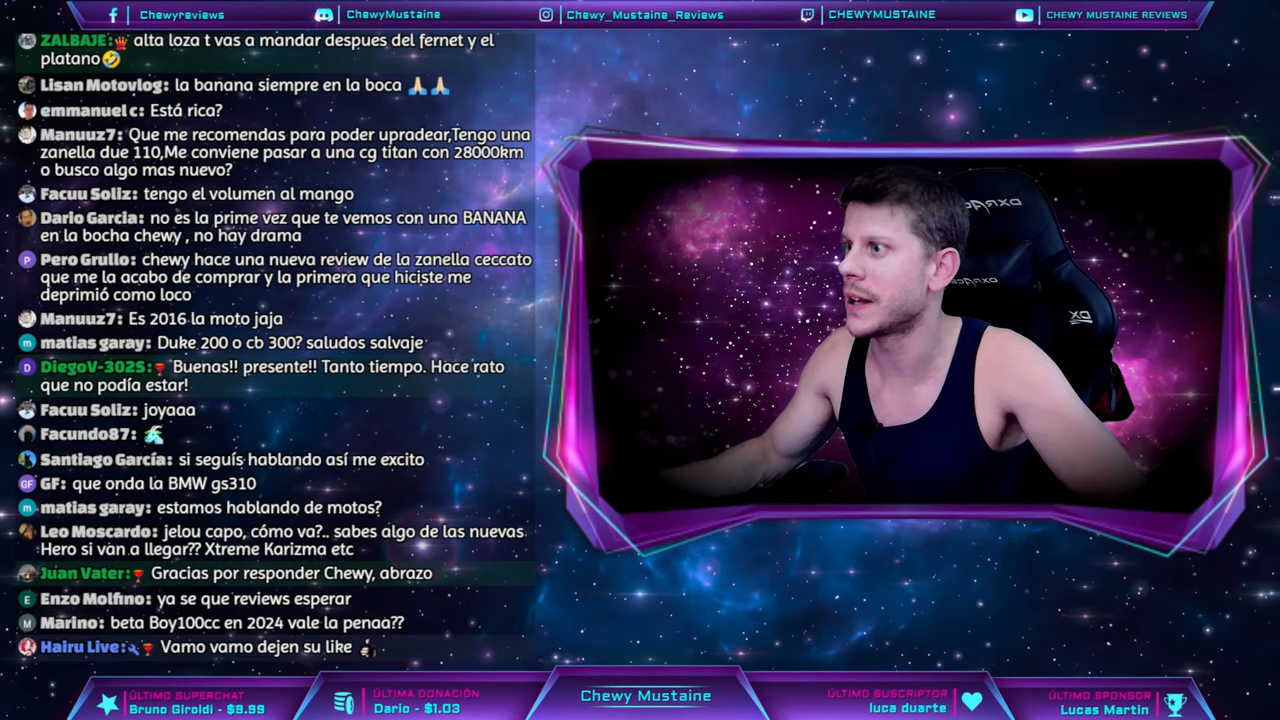 Chewyreviews
ChewyMustaine
Chewy_Mustaine_Reviews
CHEWYMUSTAINE
CHEWY MUSTAINE REVIEWS
ZALBAJE: alta loza t vas a mandar despues del fernet y el
platano🤣
Lisan Motovlog: la banana siempre en la boca 🙏🏻🙏🏻
emmanuel c: Está rica?
Manuuz7: Que me recomendas para poder upradear,Tengo una
zanella due 110,Me conviene pasar a una cg titan con 28000km
o busco algo mas nuevo?
Facuu Soliz: tengo el volumen al mango
Dario Garcia: no es la prime vez que te vemos con una BANANA
en la bocha chewy , no hay drama
P Pero Grullo: chewy hace una nueva review de la zanella ceccato
que me la acabo de comprar y la primera que hiciste me
deprimió como loco
Manuuz7: Es 2016 la moto jaja
m matias garay: Duke 200 o cb 300? saludos salvaje
D DiegoV-302S: Buenas!! presente!! Tanto tiempo. Hace rato
que no podía estar!
Facuu Soliz: joyaaa
Facundo87:
Santiago García: si seguís hablando así me excito
GF GF: que onda la BMW gs310
m matias garay: estamos hablando de motos?
Leo Moscardo: jelou capo, cómo va?.. sabes algo de las nuevas
Hero si van a llegar?? Xtreme Karizma etc
Juan Vater: Gracias por responder Chewy, abrazo
E Enzo Molfino: ya se que reviews esperar
M Marino: beta Boy100cc en 2024 vale la penaa??
Hairu Live: Vamo vamo dejen su like
DXRACER
DXRacer
DX
ÚLTIMO SUPERCHAT
Bruno Giroldi - $9.99
ÚLTIMA DONACIÓN
Dario - $1.03
Chewy Mustaine
ÚLTIMO SUSCRIPTOR
luca duarte
ÚLTIMO SPONSOR
Lucas Martin